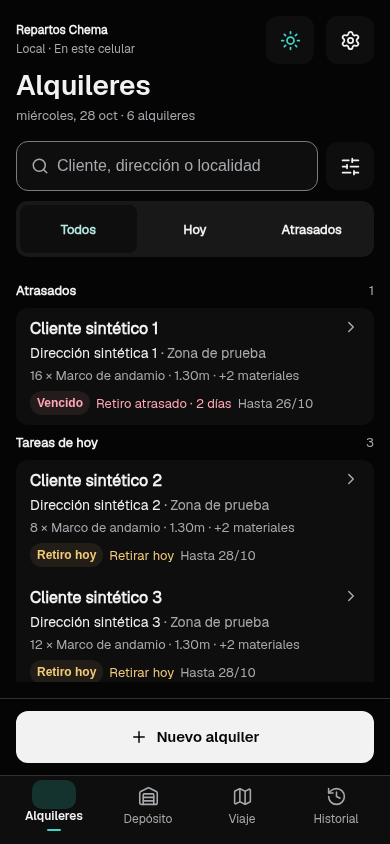 Repartos Chema
Local · En este celular
Alquileres
miércoles, 28 oct · 6 alquileres
Cliente, dirección o localidad
Todos
Hoy
Atrasados
Atrasados 1
Cliente sintético 1
Dirección sintética 1 · Zona de prueba
16 × Marco de andamio · 1.30m · +2 materiales
Vencido Retiro atrasado · 2 días Hasta 26/10
Tareas de hoy 3
Cliente sintético 2
Dirección sintética 2 · Zona de prueba
8 × Marco de andamio · 1.30m · +2 materiales
Retiro hoy Retirar hoy Hasta 28/10
Cliente sintético 3
Dirección sintética 3 · Zona de prueba
12 × Marco de andamio · 1.30m · +2 materiales
Retiro hoy Retirar hoy Hasta 28/10
Nuevo alquiler
Alquileres
Depósito
Viaje
Historial